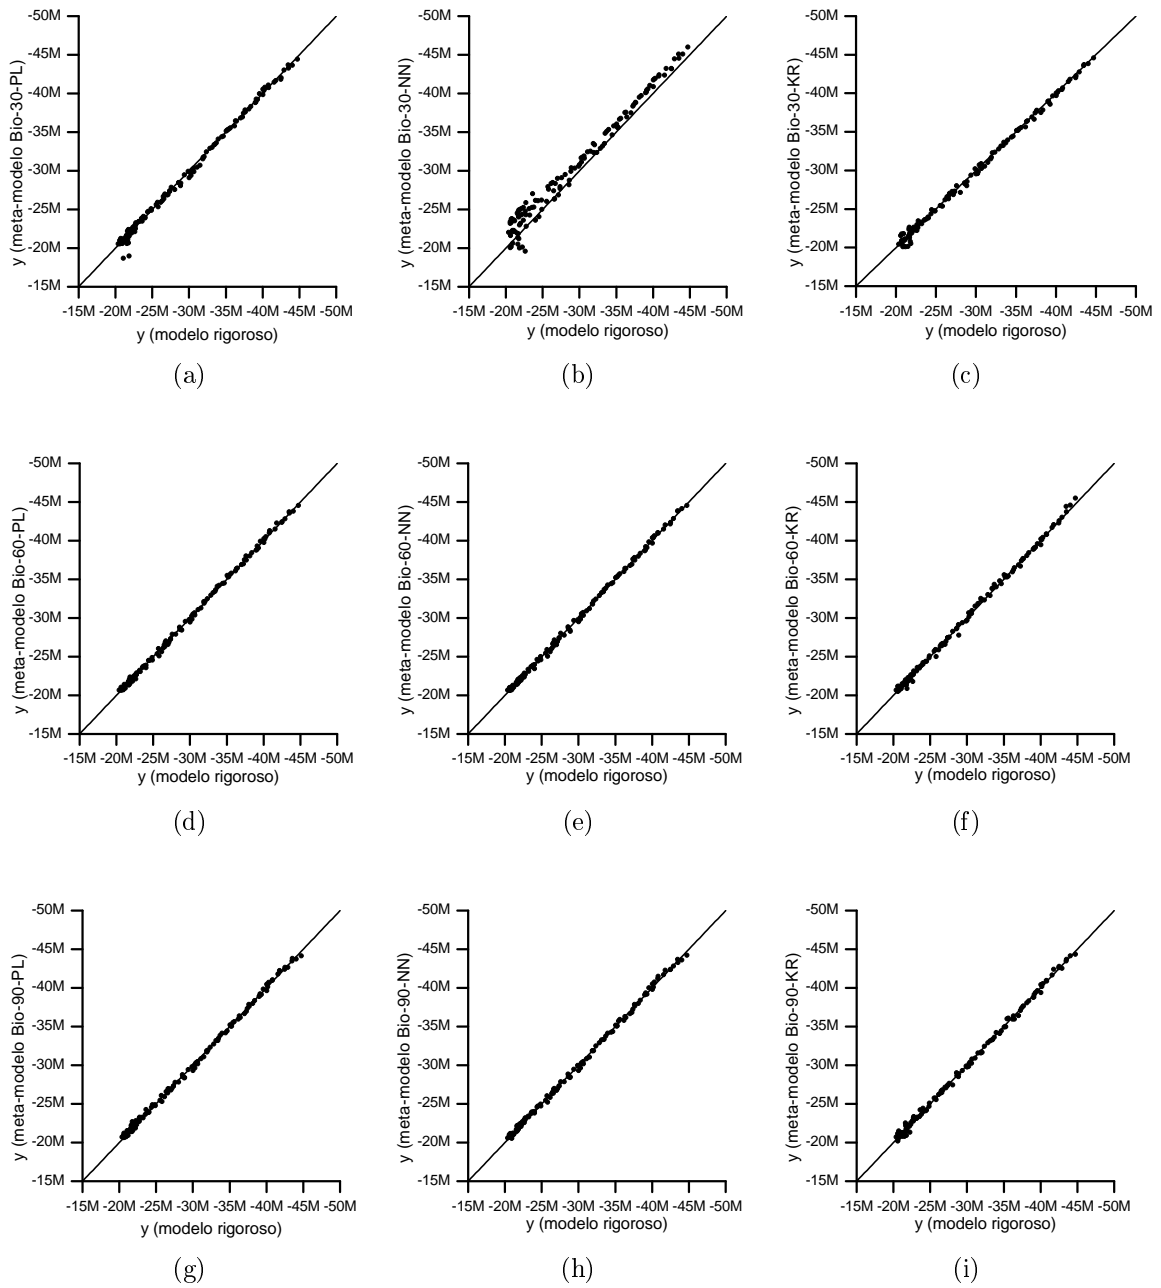 -50M
-45M
-40M
-35M
-30M
-25M
-20M
-15M
y (meta-modelo Bio-30-PL)
-15M -20M -25M -30M -35M -40M -45M -50M
y (modelo rigoroso)
(a)
-50M
-45M
-40M
-35M
-30M
-25M
-20M
-15M
y (meta-modelo Bio-30-NN)
-15M -20M -25M -30M -35M -40M -45M -50M
y (modelo rigoroso)
(b)
-50M
-45M
-40M
-35M
-30M
-25M
-20M
-15M
y (meta-modelo Bio-30-KR)
-15M -20M -25M -30M -35M -40M -45M -50M
y (modelo rigoroso)
(c)
-50M
-45M
-40M
-35M
-30M
-25M
-20M
-15M
y (meta-modelo Bio-60-PL)
-15M -20M -25M -30M -35M -40M -45M -50M
y (modelo rigoroso)
(d)
-50M
-45M
-40M
-35M
-30M
-25M
-20M
-15M
y (meta-modelo Bio-60-NN)
-15M -20M -25M -30M -35M -40M -45M -50M
y (modelo rigoroso)
(e)
-50M
-45M
-40M
-35M
-30M
-25M
-20M
-15M
y (meta-modelo Bio-60-KR)
-15M -20M -25M -30M -35M -40M -45M -50M
y (modelo rigoroso)
(f)
-50M
-45M
-40M
-35M
-30M
-25M
-20M
-15M
y (meta-modelo Bio-90-PL)
-15M -20M -25M -30M -35M -40M -45M -50M
y (modelo rigoroso)
(g)
-50M
-45M
-40M
-35M
-30M
-25M
-20M
-15M
y (meta-modelo Bio-90-NN)
-15M -20M -25M -30M -35M -40M -45M -50M
y (modelo rigoroso)
(h)
-50M
-45M
-40M
-35M
-30M
-25M
-20M
-15M
y (meta-modelo Bio-90-KR)
-15M -20M -25M -30M -35M -40M -45M -50M
y (modelo rigoroso)
(i)